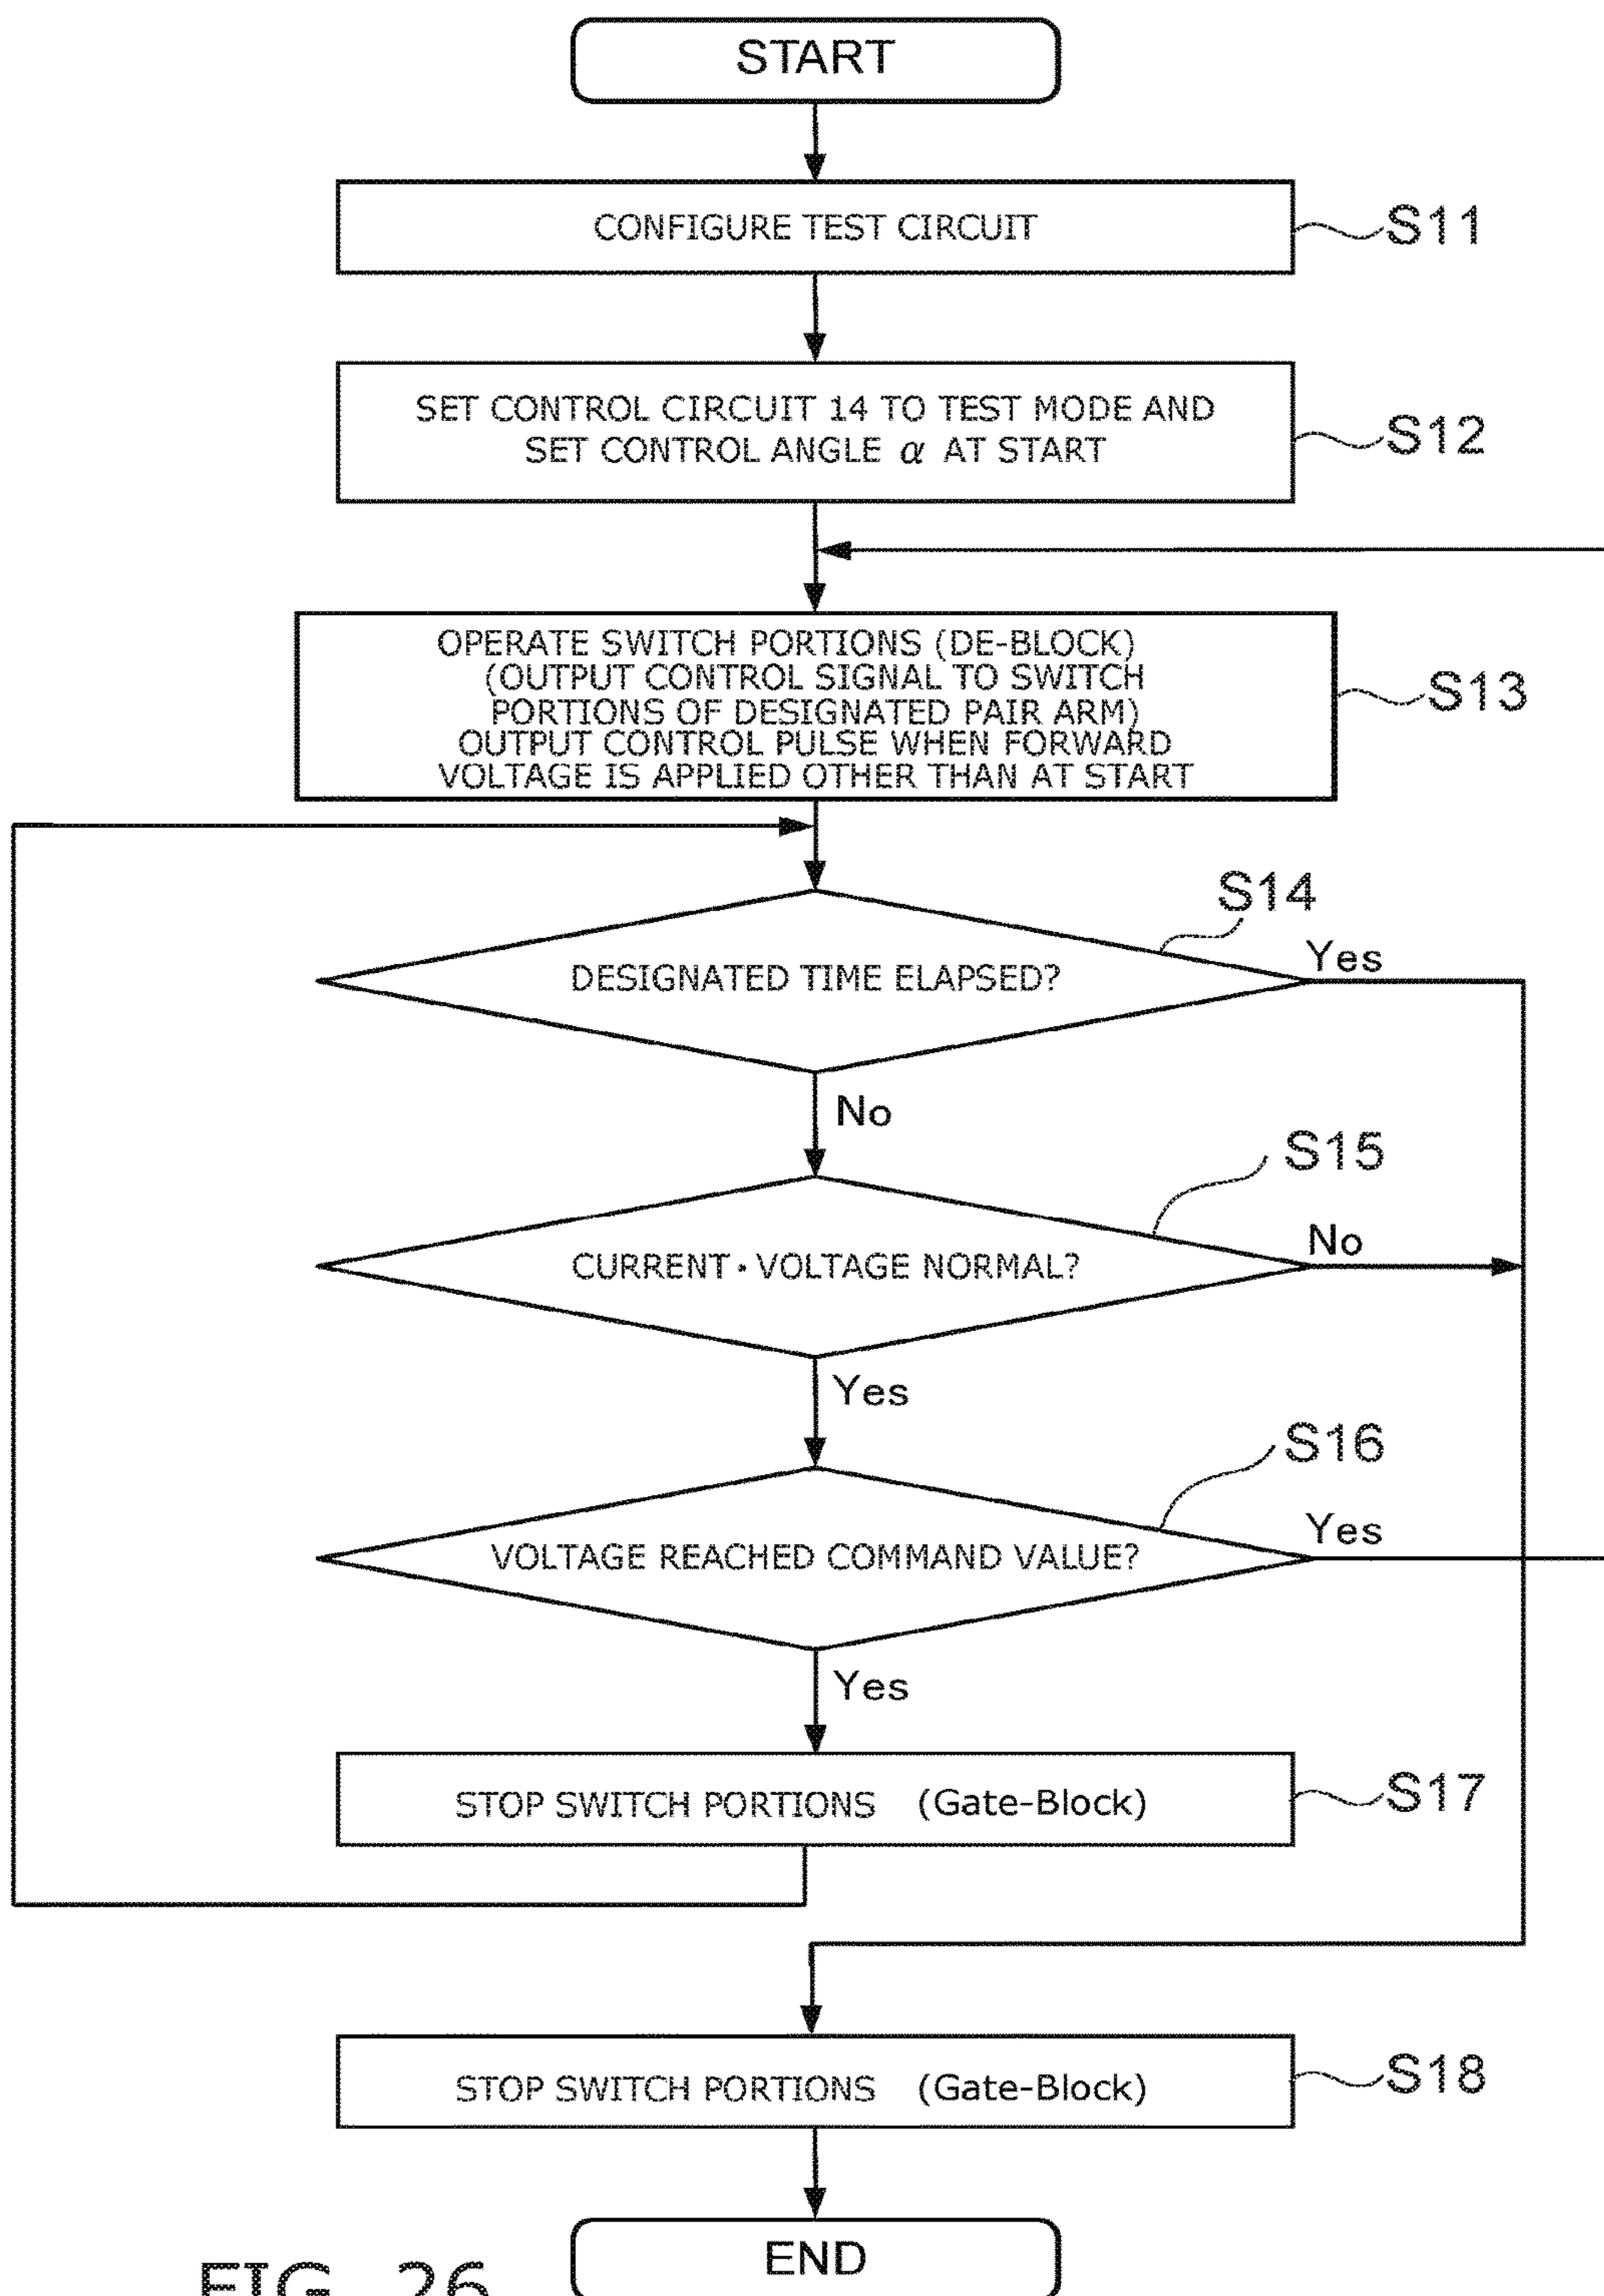 START
CONFIGURE TEST CIRCUIT
S11
SET CONTROL CIRCUIT 14 TO TEST MODE AND
SET CONTROL ANGLE α AT START
S12
OPERATE SWITCH PORTIONS (DE-BLOCK)
(OUTPUT CONTROL SIGNAL TO SWITCH
PORTIONS OF DESIGNATED PAIR ARM)
OUTPUT CONTROL PULSE WHEN FORWARD
VOLTAGE IS APPLIED OTHER THAN AT START
S13
S14
DESIGNATED TIME ELAPSED?
Yes
No
S15
CURRENT・VOLTAGE NORMAL?
No
Yes
S16
VOLTAGE REACHED COMMAND VALUE?
Yes
Yes
STOP SWITCH PORTIONS (Gate-Block)
S17
STOP SWITCH PORTIONS (Gate-Block)
S18
END
FIG. 26